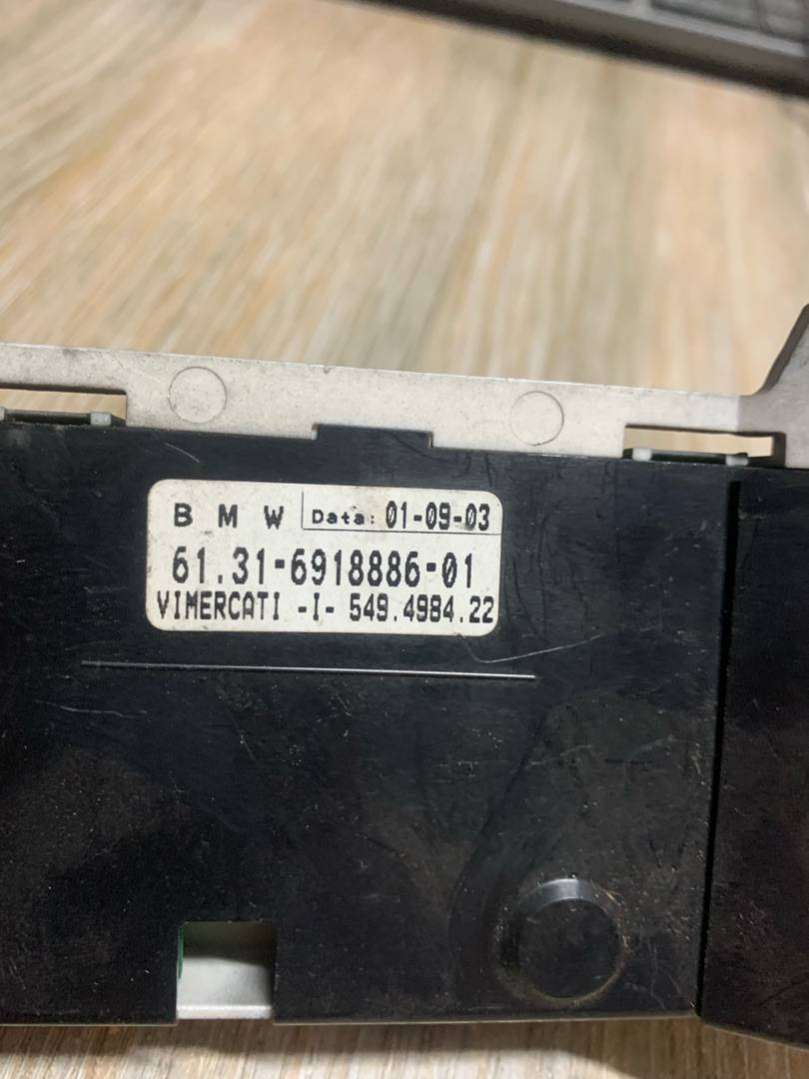 B M W Data: 01-09-03
61.31-6918886-01
VIMERCATI -I- 549.4984.22